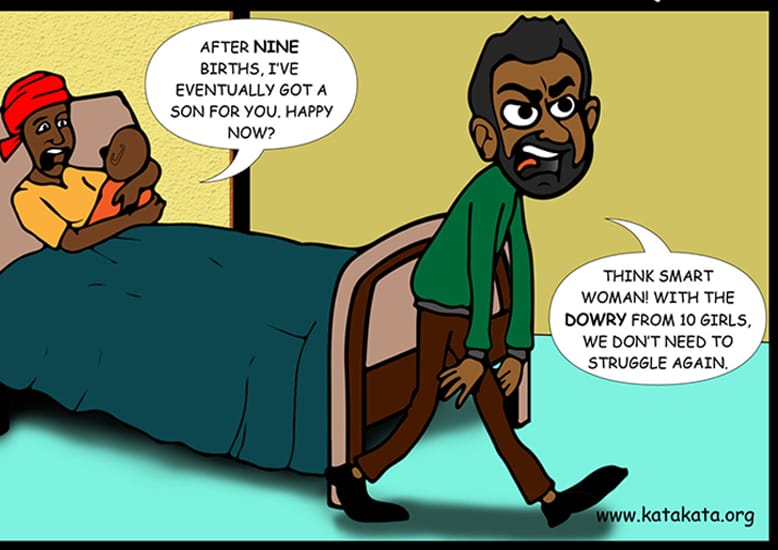 AFTER NINE
BIRTHS, I'VE
EVENTUALLY GOT A
SON FOR YOU. HAPPY
NOW?
THINK SMART
WOMAN! WITH THE
DOWRY FROM 10 GIRLS,
WE DON'T NEED TO
STRUGGLE AGAIN.
www.katakata.org